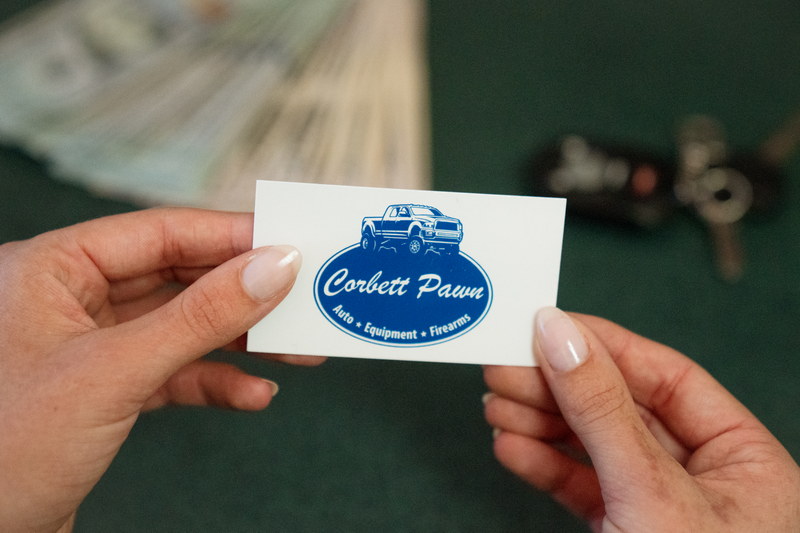 Corbett Pawn
Auto ★ Equipment ★ Firearms